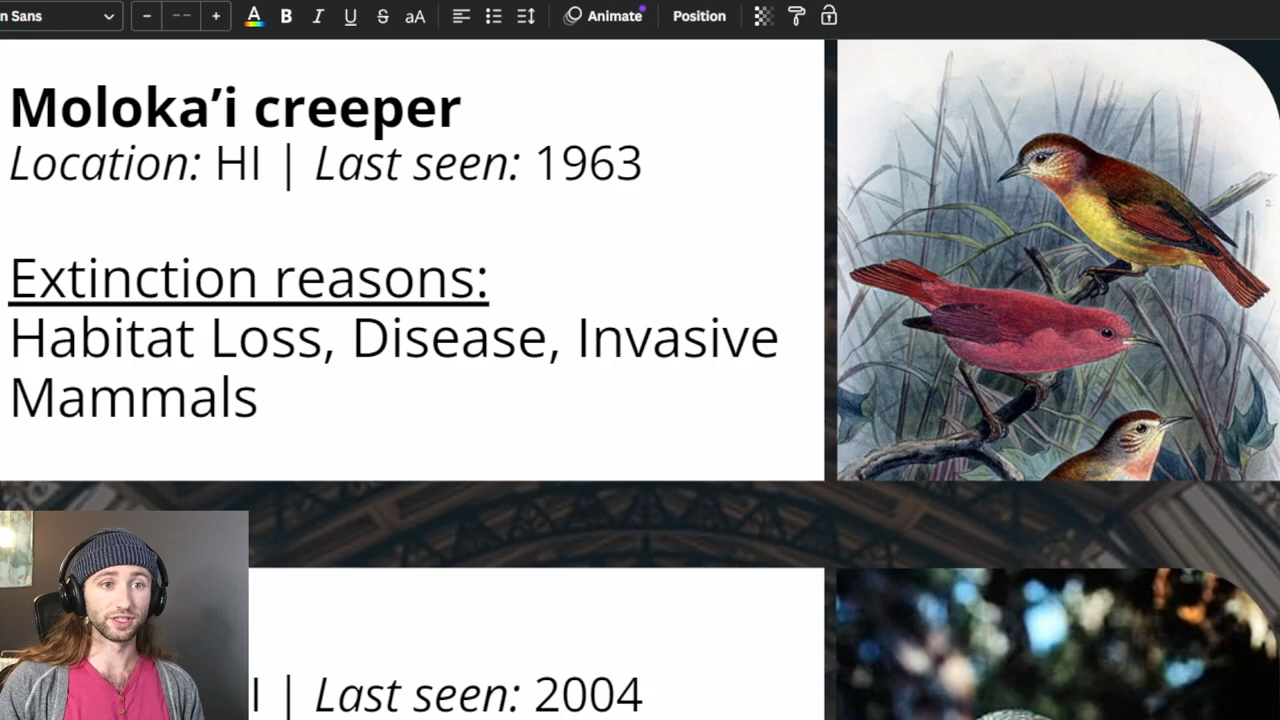 n Sans
B I U S aA
Animate
Position
Moloka’i creeper
Location: HI | Last seen: 1963
Extinction reasons:
Habitat Loss, Disease, Invasive
Mammals
I | Last seen: 2004